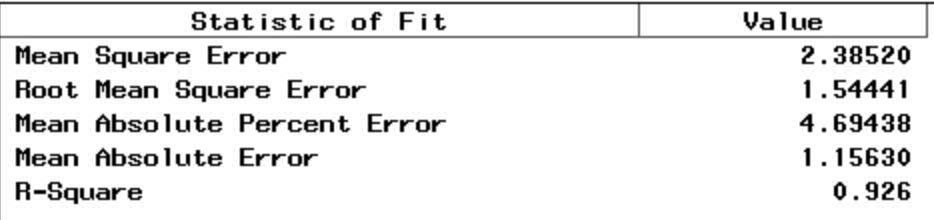 Statistic of Fit Value
Mean Square Error 2.38520
Root Mean Square Error 1.54441
Mean Absolute Percent Error 4.69438
Mean Absolute Error 1.15630
R-Square 0.926